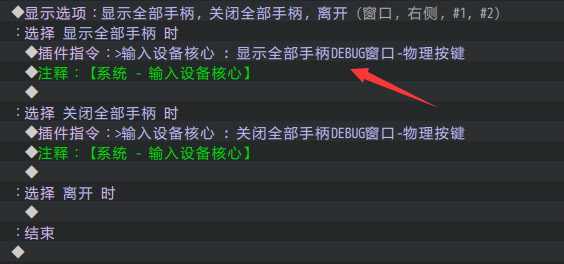 ◆显示选项：显示全部手柄, 关闭全部手柄, 离开 (窗口, 右侧, #1, #2)
：选择 显示全部手柄 时
◆插件指令：>输入设备核心 : 显示全部手柄DEBUG窗口-物理按键
◆注释：【系统 - 输入设备核心】
◆
：选择 关闭全部手柄 时
◆插件指令：>输入设备核心 : 关闭全部手柄DEBUG窗口-物理按键
◆注释：【系统 - 输入设备核心】
◆
：选择 离开 时
◆
：结束
◆